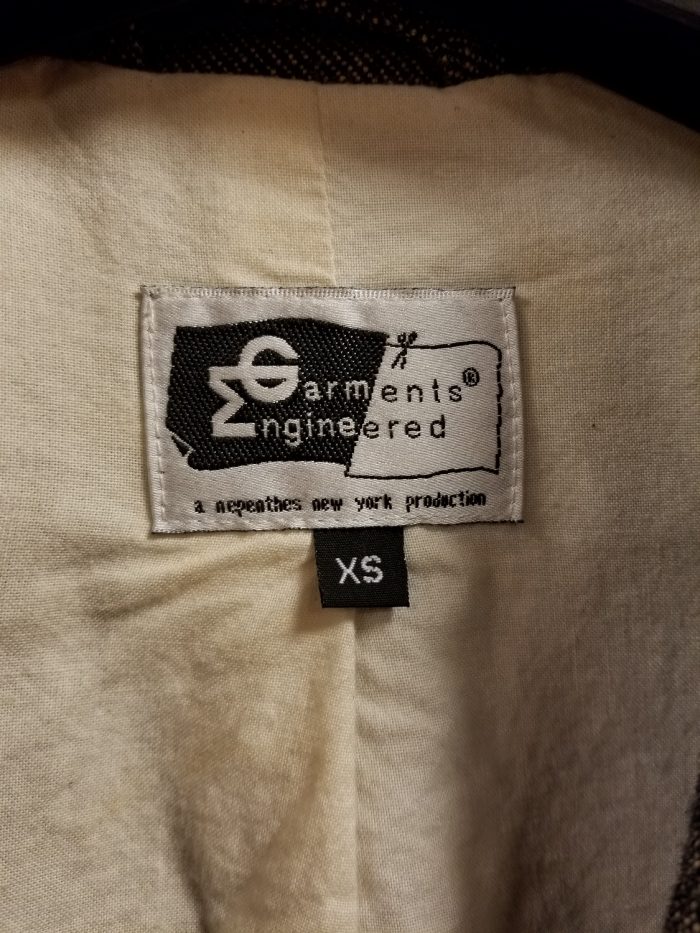 Garments®
Engineered
a nepenthes new york production
XS